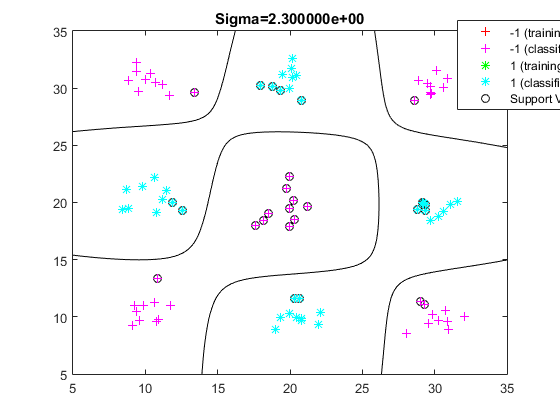 Sigma=2.300000e+00
-1 (trainin
-1 (classifi
1 (training
1 (classifi
Support V
35
30
25
20
15
10
5
5
10
15
20
25
30
35